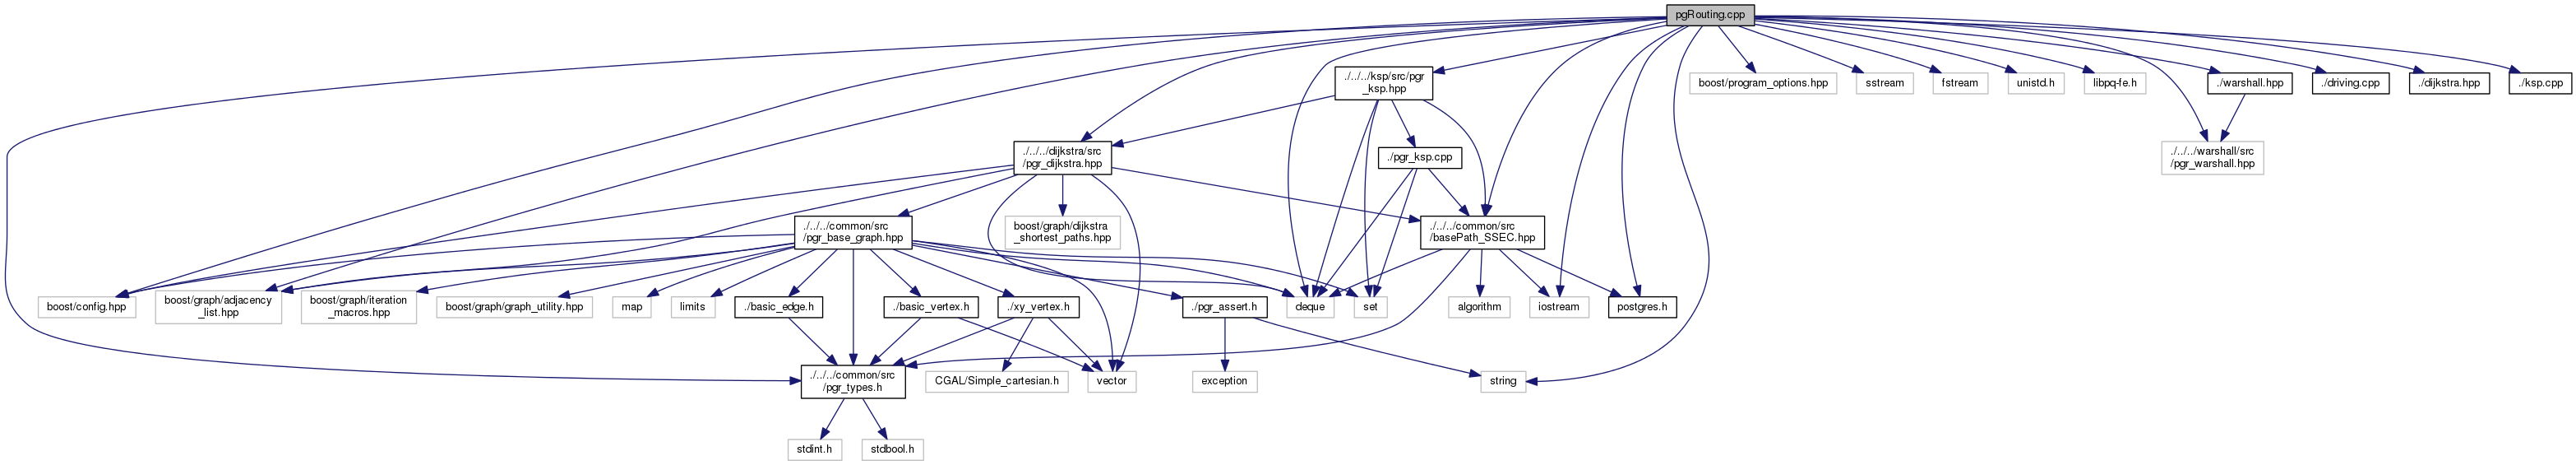 pgRouting.cpp
./../../ksp/src/pgr
_ksp.hpp
boost/program_options.hpp
sstream
fstream
unistd.h
libpq-fe.h
./warshall.hpp
./driving.cpp
./dijkstra.hpp
./ksp.cpp
./../../dijkstra/src
/pgr_dijkstra.hpp
./pgr_ksp.cpp
./../../warshall/src
/pgr_warshall.hpp
./../../common/src
/pgr_base_graph.hpp
boost/graph/dijkstra
_shortest_paths.hpp
./../../common/src
/basePath_SSEC.hpp
boost/config.hpp
boost/graph/adjacency
_list.hpp
boost/graph/iteration
_macros.hpp
boost/graph/graph_utility.hpp
map
limits
./basic_edge.h
./basic_vertex.h
./xy_vertex.h
./pgr_assert.h
deque
set
algorithm
iostream
postgres.h
./../../common/src
/pgr_types.h
CGAL/Simple_cartesian.h
vector
exception
string
stdint.h
stdbool.h